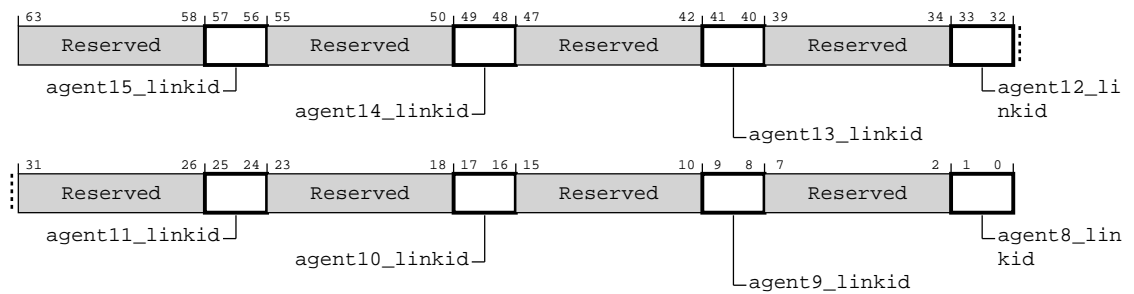 63 58 57 56 55 50 49 48 47 42 41 40 39 34 33 32
Reserved Reserved Reserved Reserved
agent15_linkid
agent14_linkid
agent13_linkid
agent12_li
nkid
31 26 25 24 23 18 17 16 15 10 9 8 7 2 1 0
Reserved Reserved Reserved Reserved
agent11_linkid
agent10_linkid
agent9_linkid
agent8_lin
kid